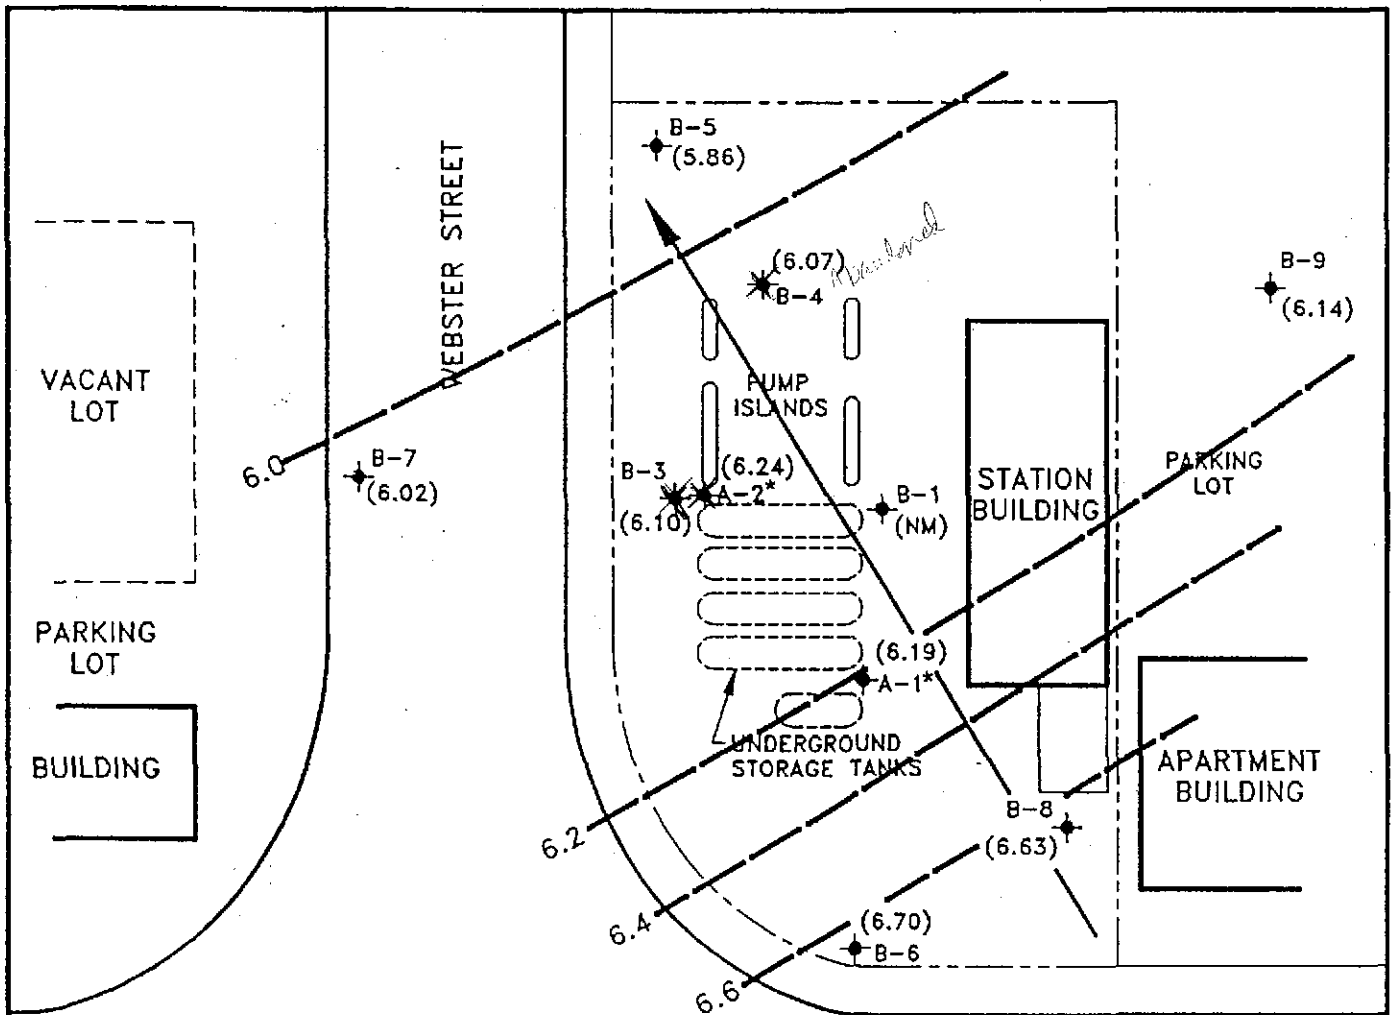 B-5
(5.86)
WEBSTER STREET
(6.07)
B-4
B-9
(6.14)
VACANT
LOT
PUMP
ISLANDS
6.0
B-7
(6.02)
B-3
(6.24)
A-2*
(6.10)
B-1
(NM)
STATION
BUILDING
PARKING
LOT
PARKING
LOT
(6.19)
A-1*
BUILDING
UNDERGROUND
STORAGE TANKS
APARTMENT
BUILDING
6.2
B-8
(6.63)
6.4
(6.70)
B-6
6.6